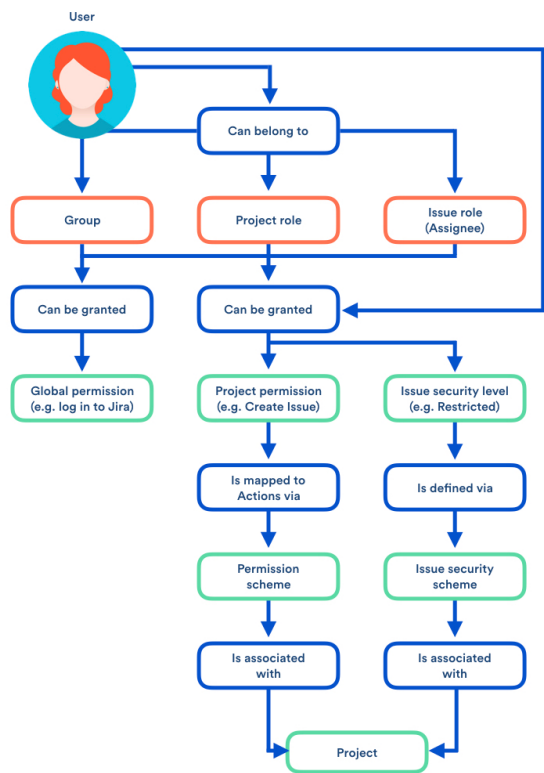 User
Can belong to
Group
Project role
Issue role
(Assignee)
Can be granted
Can be granted
Global permission
(e.g. log in to Jira)
Project permission
(e.g. Create Issue)
Issue security level
(e.g. Restricted)
Is mapped to
Actions via
Is defined via
Permission
scheme
Issue security
scheme
Is associated
with
Is associated
with
Project